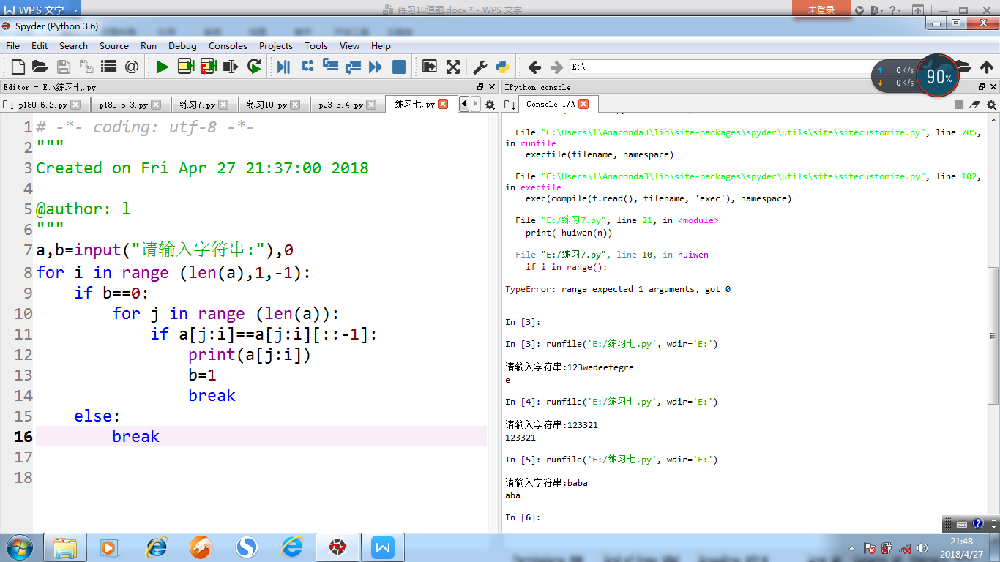 WPS 文字
练习10道题.docx * - WPS 文字
未登录
Spyder (Python 3.6)
File Edit Search Source Run Debug Consoles Projects Tools View Help
E:\
0K/s
0K/s
90%
Editor - E:\练习七.py
IPython console
p180 6.2.py
p180 6.3.py
练习7.py
练习10.py
p93 3.4.py
练习七.py
Console 1/A
1 # -*- coding: utf-8 -*-
2 """
3 Created on Fri Apr 27 21:37:00 2018
4
5 @author: l
6 """
7 a,b=input("请输入字符串:"),0
8 for i in range (len(a),1,-1):
9     if b==0:
10         for j in range (len(a)):
11             if a[j:i]==a[j:i][::-1]:
12                 print(a[j:i])
13                 b=1
14                 break
15     else:
16         break
17
18
File "C:\Users\l\Anaconda3\lib\site-packages\spyder\utils\site\sitecustomize.py", line 705,
in runfile
execfile(filename, namespace)
File "C:\Users\l\Anaconda3\lib\site-packages\spyder\utils\site\sitecustomize.py", line 102,
in execfile
exec(compile(f.read(), filename, 'exec'), namespace)
File "E:/练习7.py", line 21, in <module>
print( huiwen(n))
File "E:/练习7.py", line 10, in huiwen
if i in range():
TypeError: range expected 1 arguments, got 0
In [3]:
In [3]: runfile('E:/练习七.py', wdir='E:')
请输入字符串:123wedeefegre
e
In [4]: runfile('E:/练习七.py', wdir='E:')
请输入字符串:123321
123321
In [5]: runfile('E:/练习七.py', wdir='E:')
请输入字符串:baba
aba
In [6]:
21:48
2018/4/27